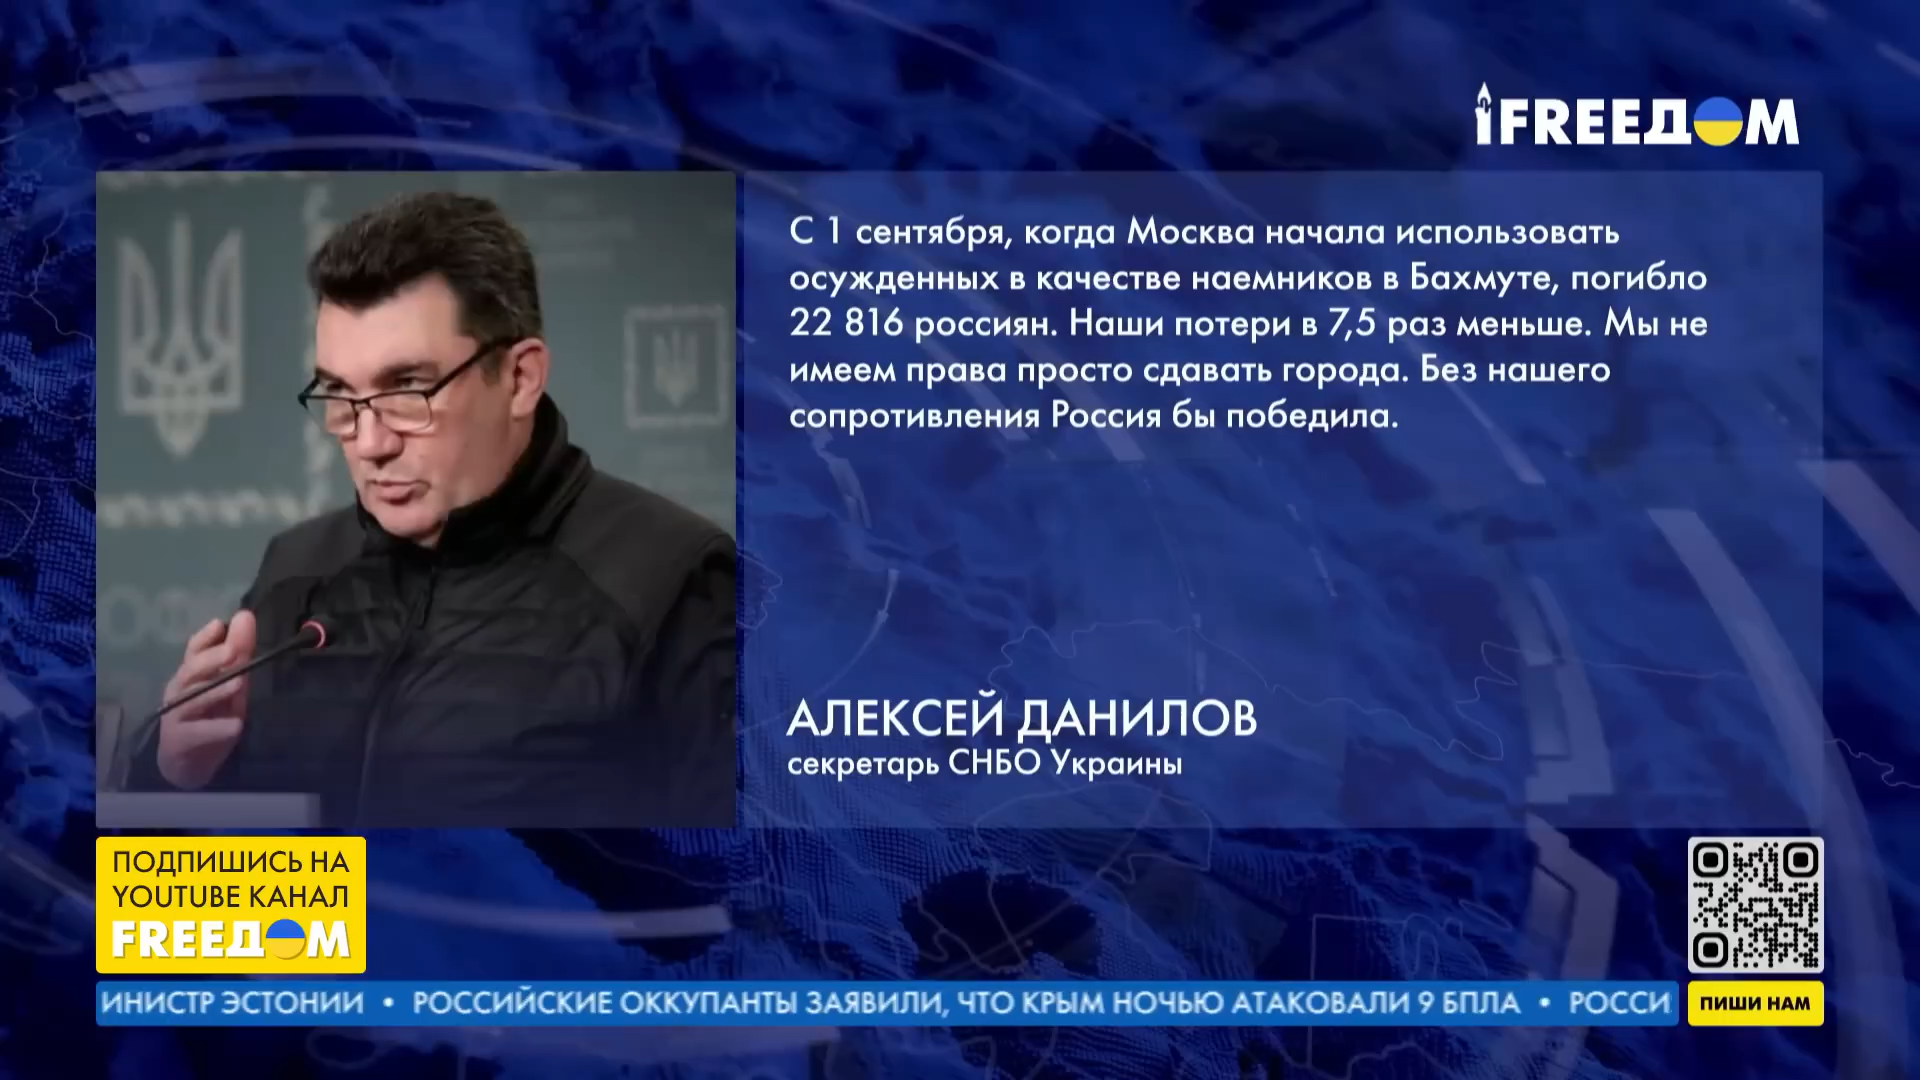 FREEДОМ
С 1 сентября, когда Москва начала использовать
осужденных в качестве наемников в Бахмуте, погибло
22 816 россиян. Наши потери в 7,5 раз меньше. Мы не
имеем права просто сдавать города. Без нашего
сопротивления Россия бы победила.
АЛЕКСЕЙ ДАНИЛОВ
секретарь СНБО Украины
ПОДПИШИСЬ НА
YOUTUBE КАНАЛ
FREEДОМ
ИНИСТР ЭСТОНИИ • РОССИЙСКИЕ ОККУПАНТЫ ЗАЯВИЛИ, ЧТО КРЫМ НОЧЬЮ АТАКОВАЛИ 9 БПЛА • РОССИ
ПИШИ НАМ